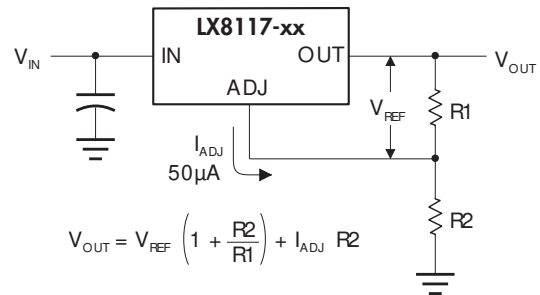 LX8117-xx
V_IN
IN
OUT
V_OUT
ADJ
V_REF
R1
I_ADJ
50µA
R2
V_OUT = V_REF (1 + R2/R1) + I_ADJ R2